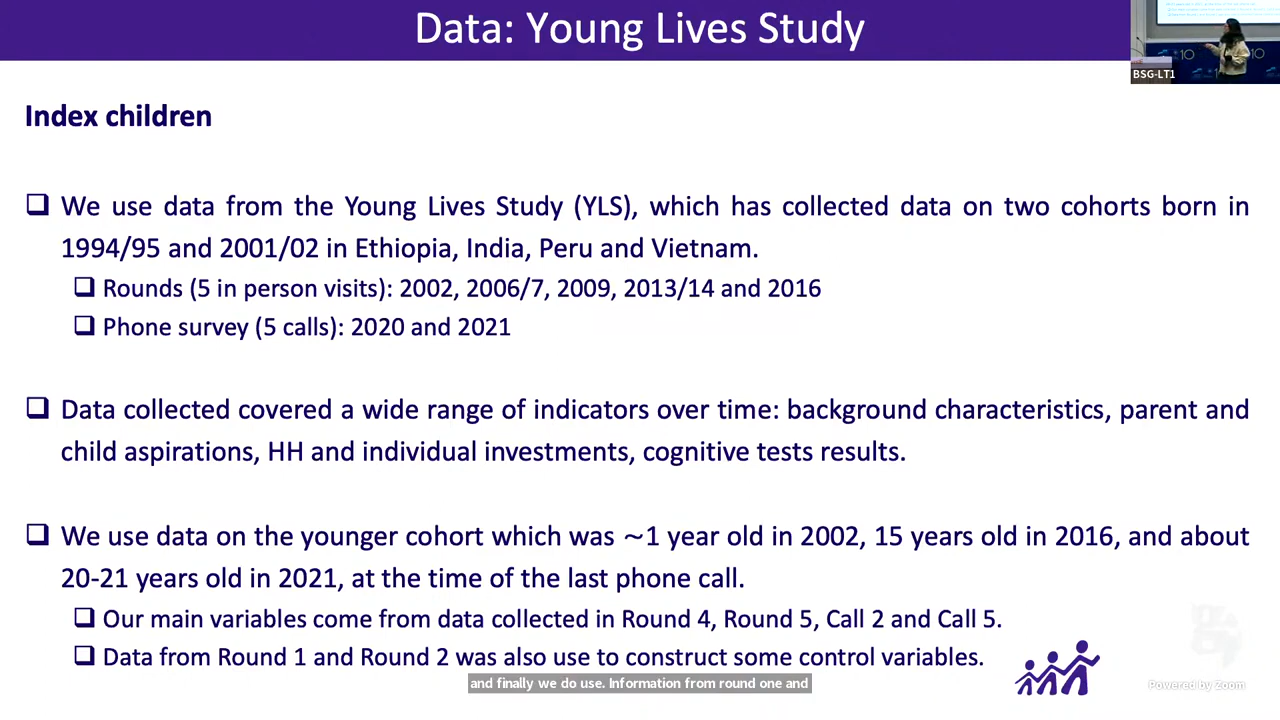 Data: Young Lives Study
BSG-LT1
Index children
We use data from the Young Lives Study (YLS), which has collected data on two cohorts born in
1994/95 and 2001/02 in Ethiopia, India, Peru and Vietnam.
Rounds (5 in person visits): 2002, 2006/7, 2009, 2013/14 and 2016
Phone survey (5 calls): 2020 and 2021
Data collected covered a wide range of indicators over time: background characteristics, parent and
child aspirations, HH and individual investments, cognitive tests results.
We use data on the younger cohort which was ~1 year old in 2002, 15 years old in 2016, and about
20-21 years old in 2021, at the time of the last phone call.
Our main variables come from data collected in Round 4, Round 5, Call 2 and Call 5.
Data from Round 1 and Round 2 was also use to construct some control variables.
and finally we do use. Information from round one and
Powered by Zoom